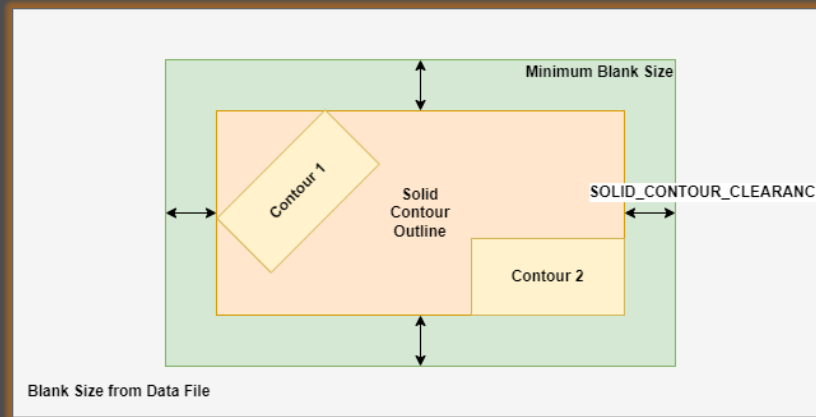 Minimum Blank Size
Contour 1
Solid
Contour
Outline
SOLID_CONTOUR_CLEARANC
Contour 2
Blank Size from Data File